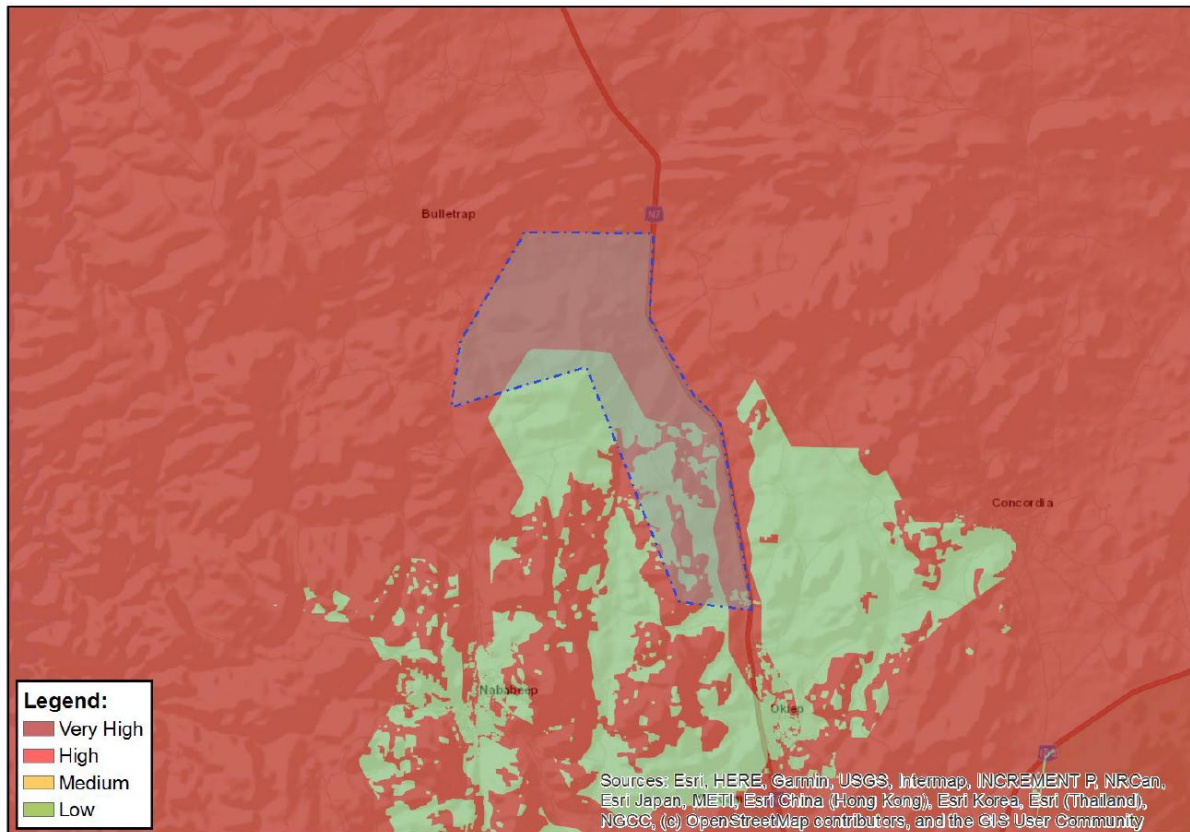 Bulletrap
N7
Concordia
Nababeep
Okiep
Legend:
Very High
High
Medium
Low
Sources: Esri, HERE, Garmin, USGS, Intermap, INCREMENT P, NRCan,
Esri Japan, METI, Esri China (Hong Kong), Esri Korea, Esri (Thailand),
NGCC, (c) OpenStreetMap contributors, and the GIS User Community